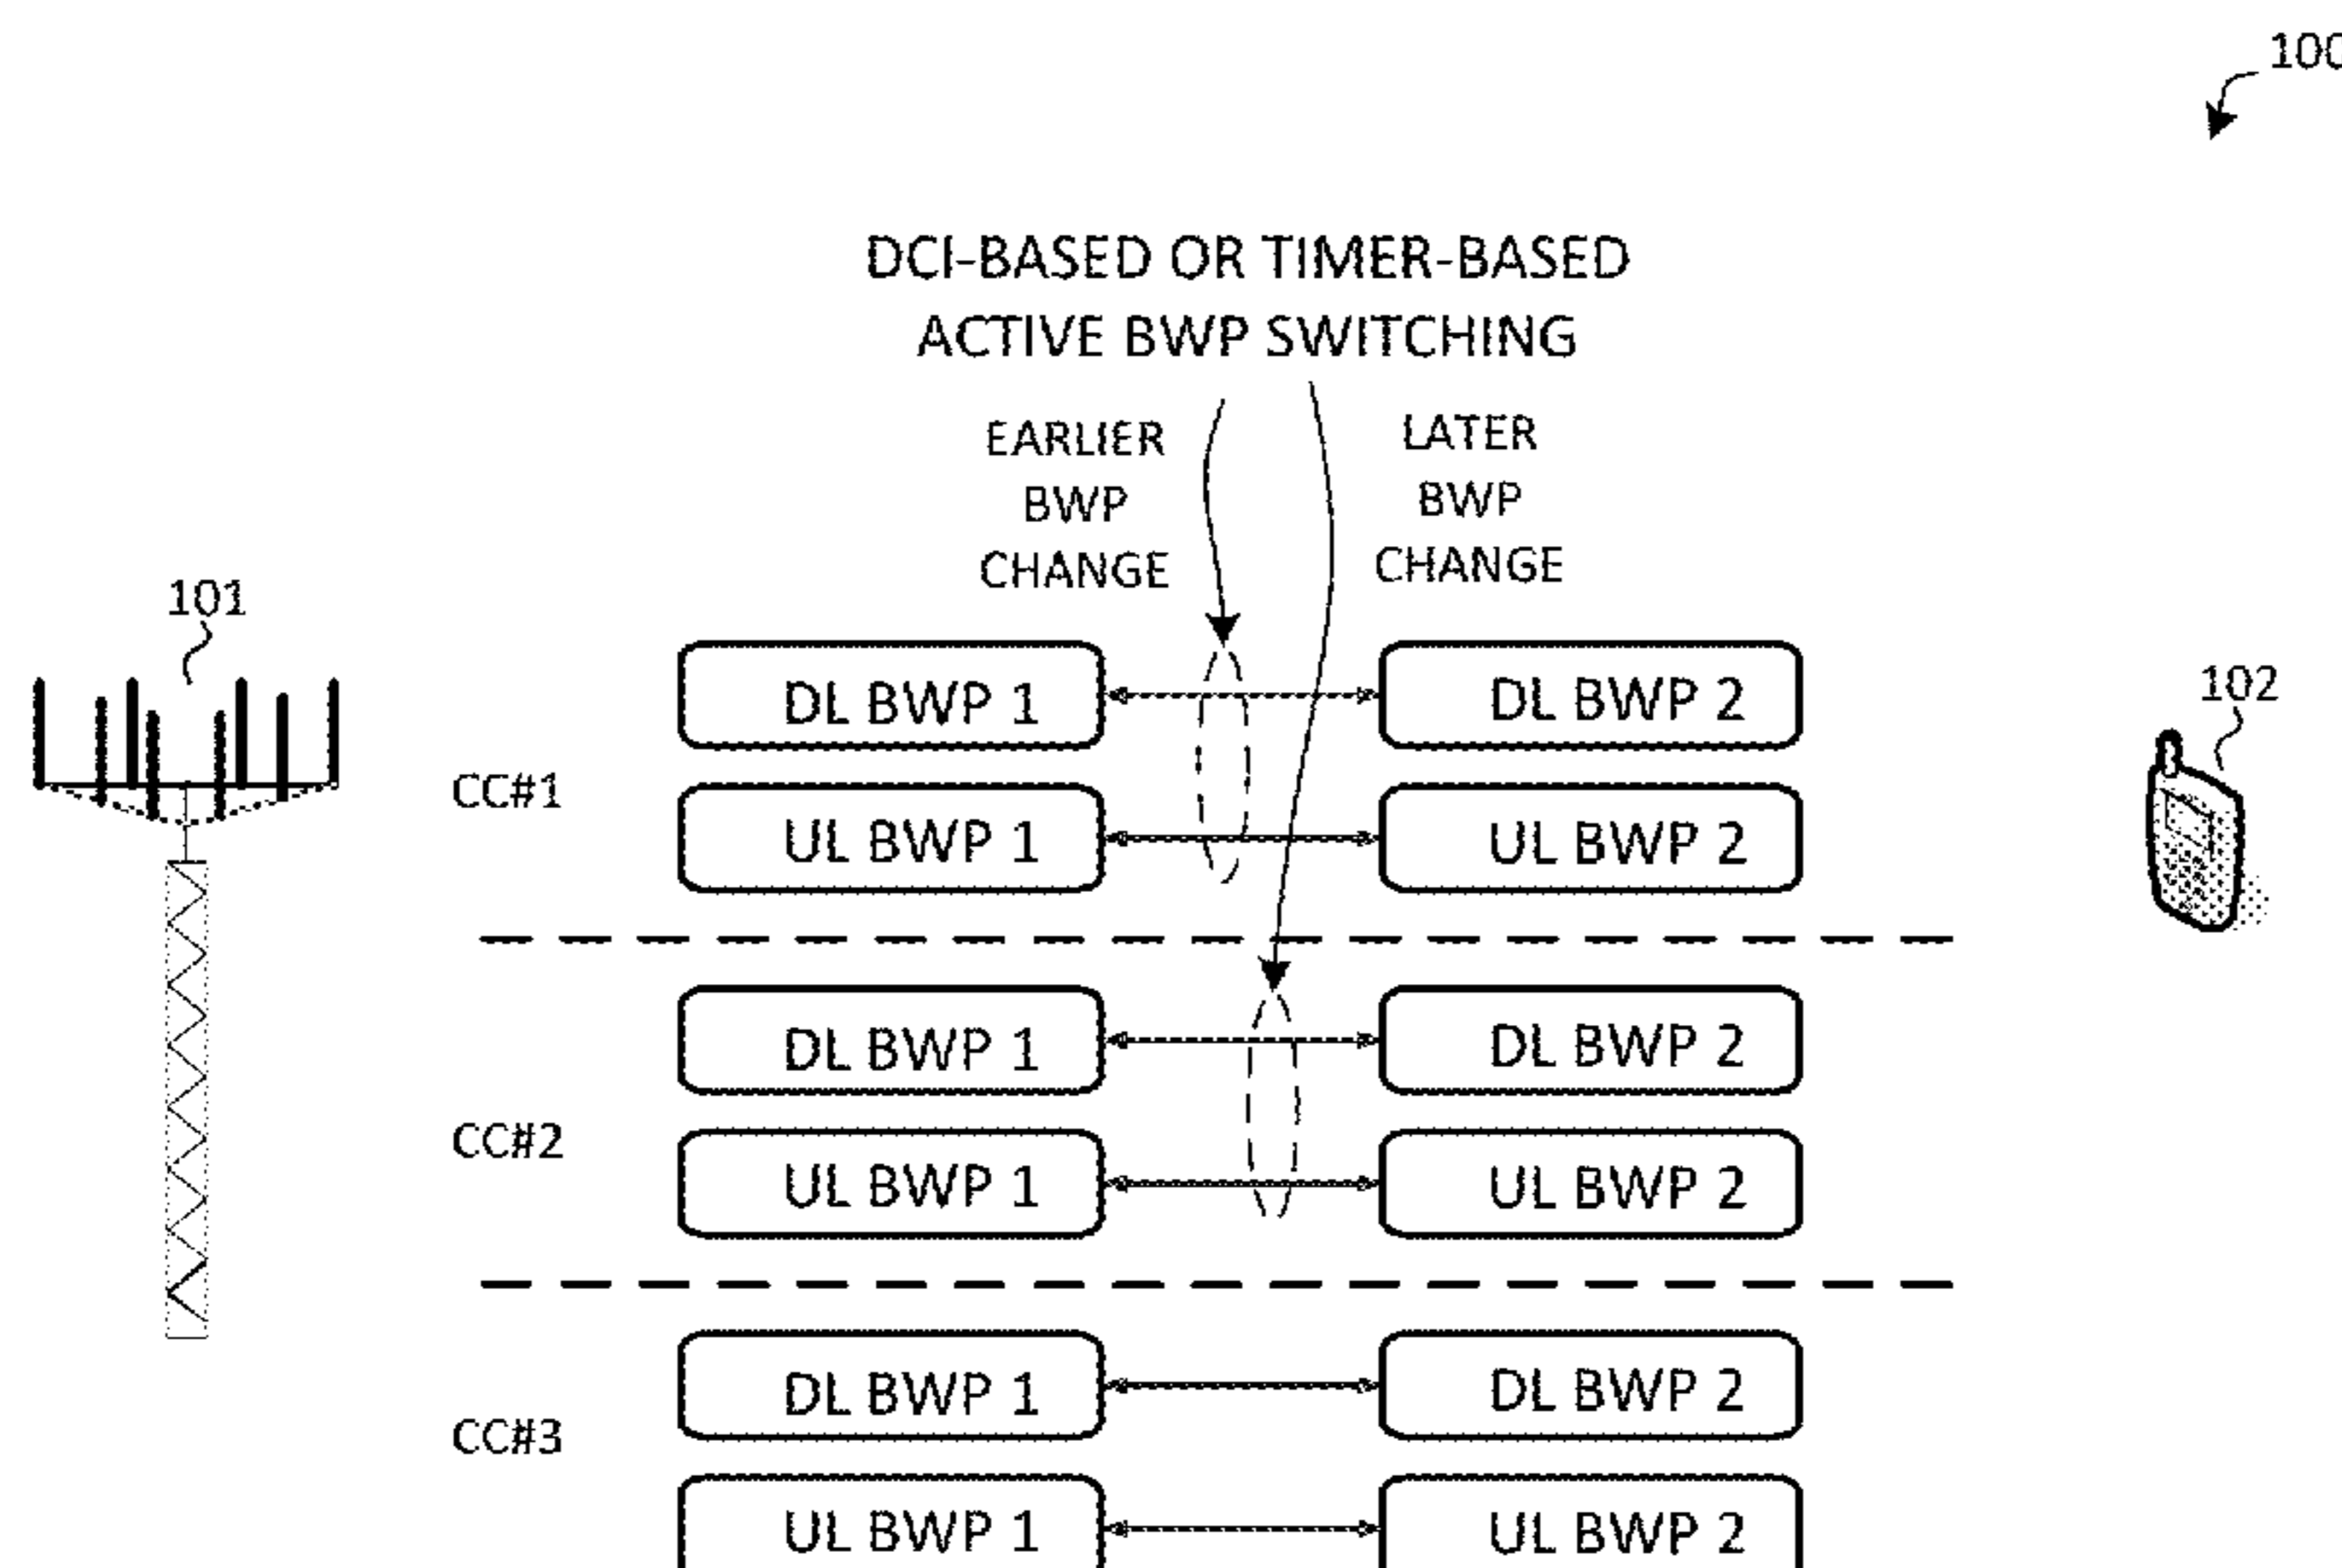 100
DCI-BASED OR TIMER-BASED
ACTIVE BWP SWITCHING
EARLIER
BWP
CHANGE
LATER
BWP
CHANGE
101
102
CC#1
DL BWP 1
DL BWP 2
UL BWP 1
UL BWP 2
CC#2
DL BWP 1
DL BWP 2
UL BWP 1
UL BWP 2
CC#3
DL BWP 1
DL BWP 2
UL BWP 1
UL BWP 2